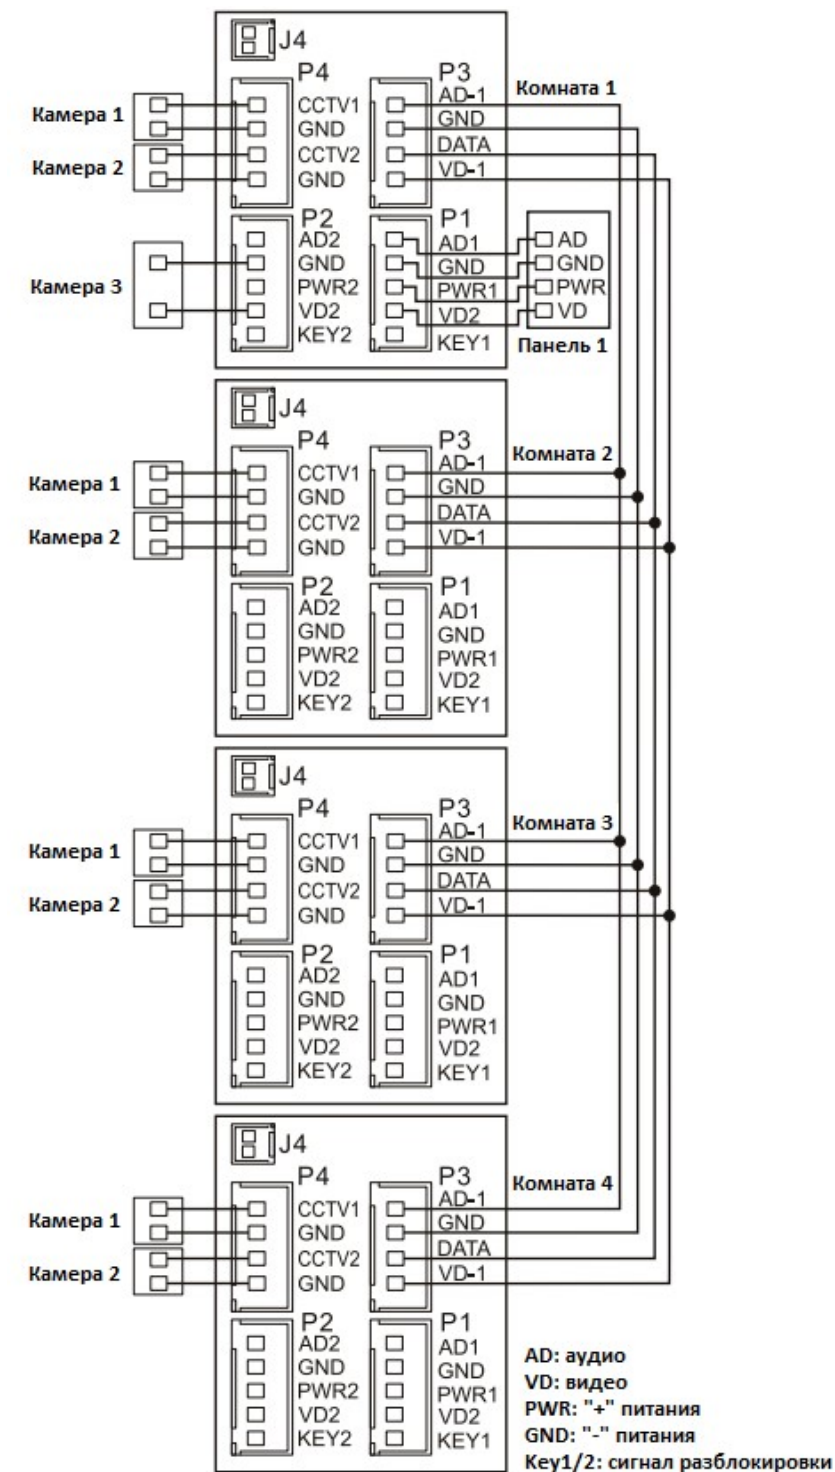 J4
P4
P3
Камера 1
CCTV1
AD-1
Комната 1
GND
GND
Камера 2
CCTV2
DATA
GND
VD-1
P2
P1
AD2
AD1
AD
Камера 3
GND
GND
GND
PWR2
PWR1
PWR
VD2
VD2
VD
KEY2
KEY1
Панель 1
J4
P4
P3
Камера 1
CCTV1
AD-1
Комната 2
GND
GND
Камера 2
CCTV2
DATA
GND
VD-1
P2
P1
AD2
AD1
GND
GND
PWR2
PWR1
VD2
VD2
KEY2
KEY1
J4
P4
P3
Камера 1
CCTV1
AD-1
Комната 3
GND
GND
Камера 2
CCTV2
DATA
GND
VD-1
P2
P1
AD2
AD1
GND
GND
PWR2
PWR1
VD2
VD2
KEY2
KEY1
J4
P4
P3
Камера 1
CCTV1
AD-1
Комната 4
GND
GND
Камера 2
CCTV2
DATA
GND
VD-1
P2
P1
AD2
AD1
GND
GND
PWR2
PWR1
VD2
VD2
KEY2
KEY1
AD: аудио
VD: видео
PWR: "+" питания
GND: "-" питания
Key1/2: сигнал разблокировки